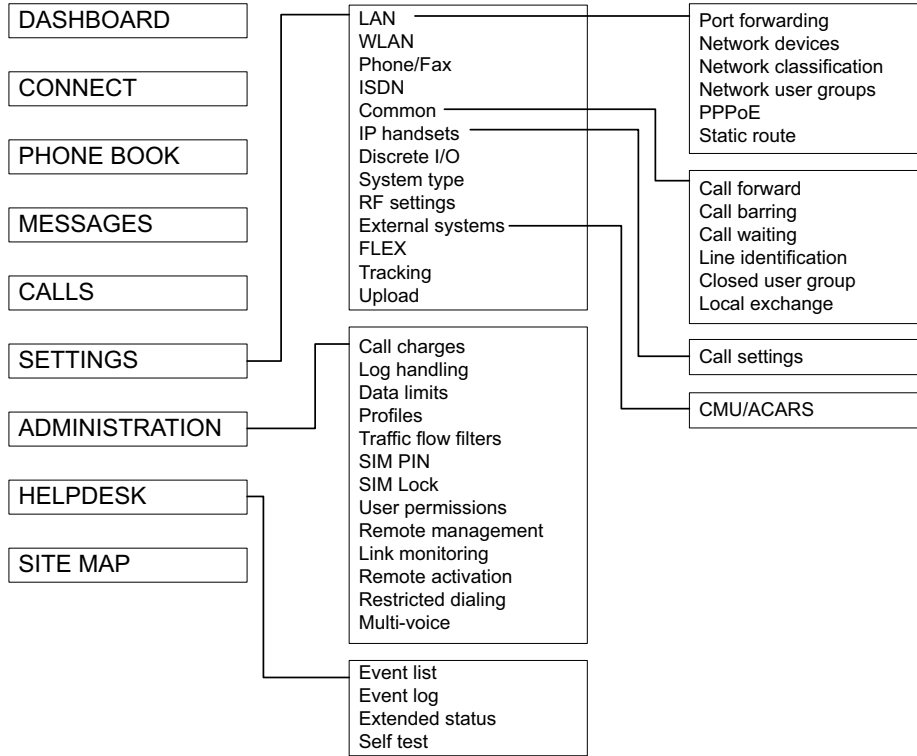 DASHBOARD
CONNECT
PHONE BOOK
MESSAGES
CALLS
SETTINGS
ADMINISTRATION
HELPDESK
SITE MAP
LAN
WLAN
Phone/Fax
ISDN
Common
IP handsets
Discrete I/O
System type
RF settings
External systems
FLEX
Tracking
Upload
Call charges
Log handling
Data limits
Profiles
Traffic flow filters
SIM PIN
SIM Lock
User permissions
Remote management
Link monitoring
Remote activation
Restricted dialing
Multi-voice
Event list
Event log
Extended status
Self test
Port forwarding
Network devices
Network classification
Network user groups
PPPoE
Static route
Call forward
Call barring
Call waiting
Line identification
Closed user group
Local exchange
Call settings
CMU/ACARS